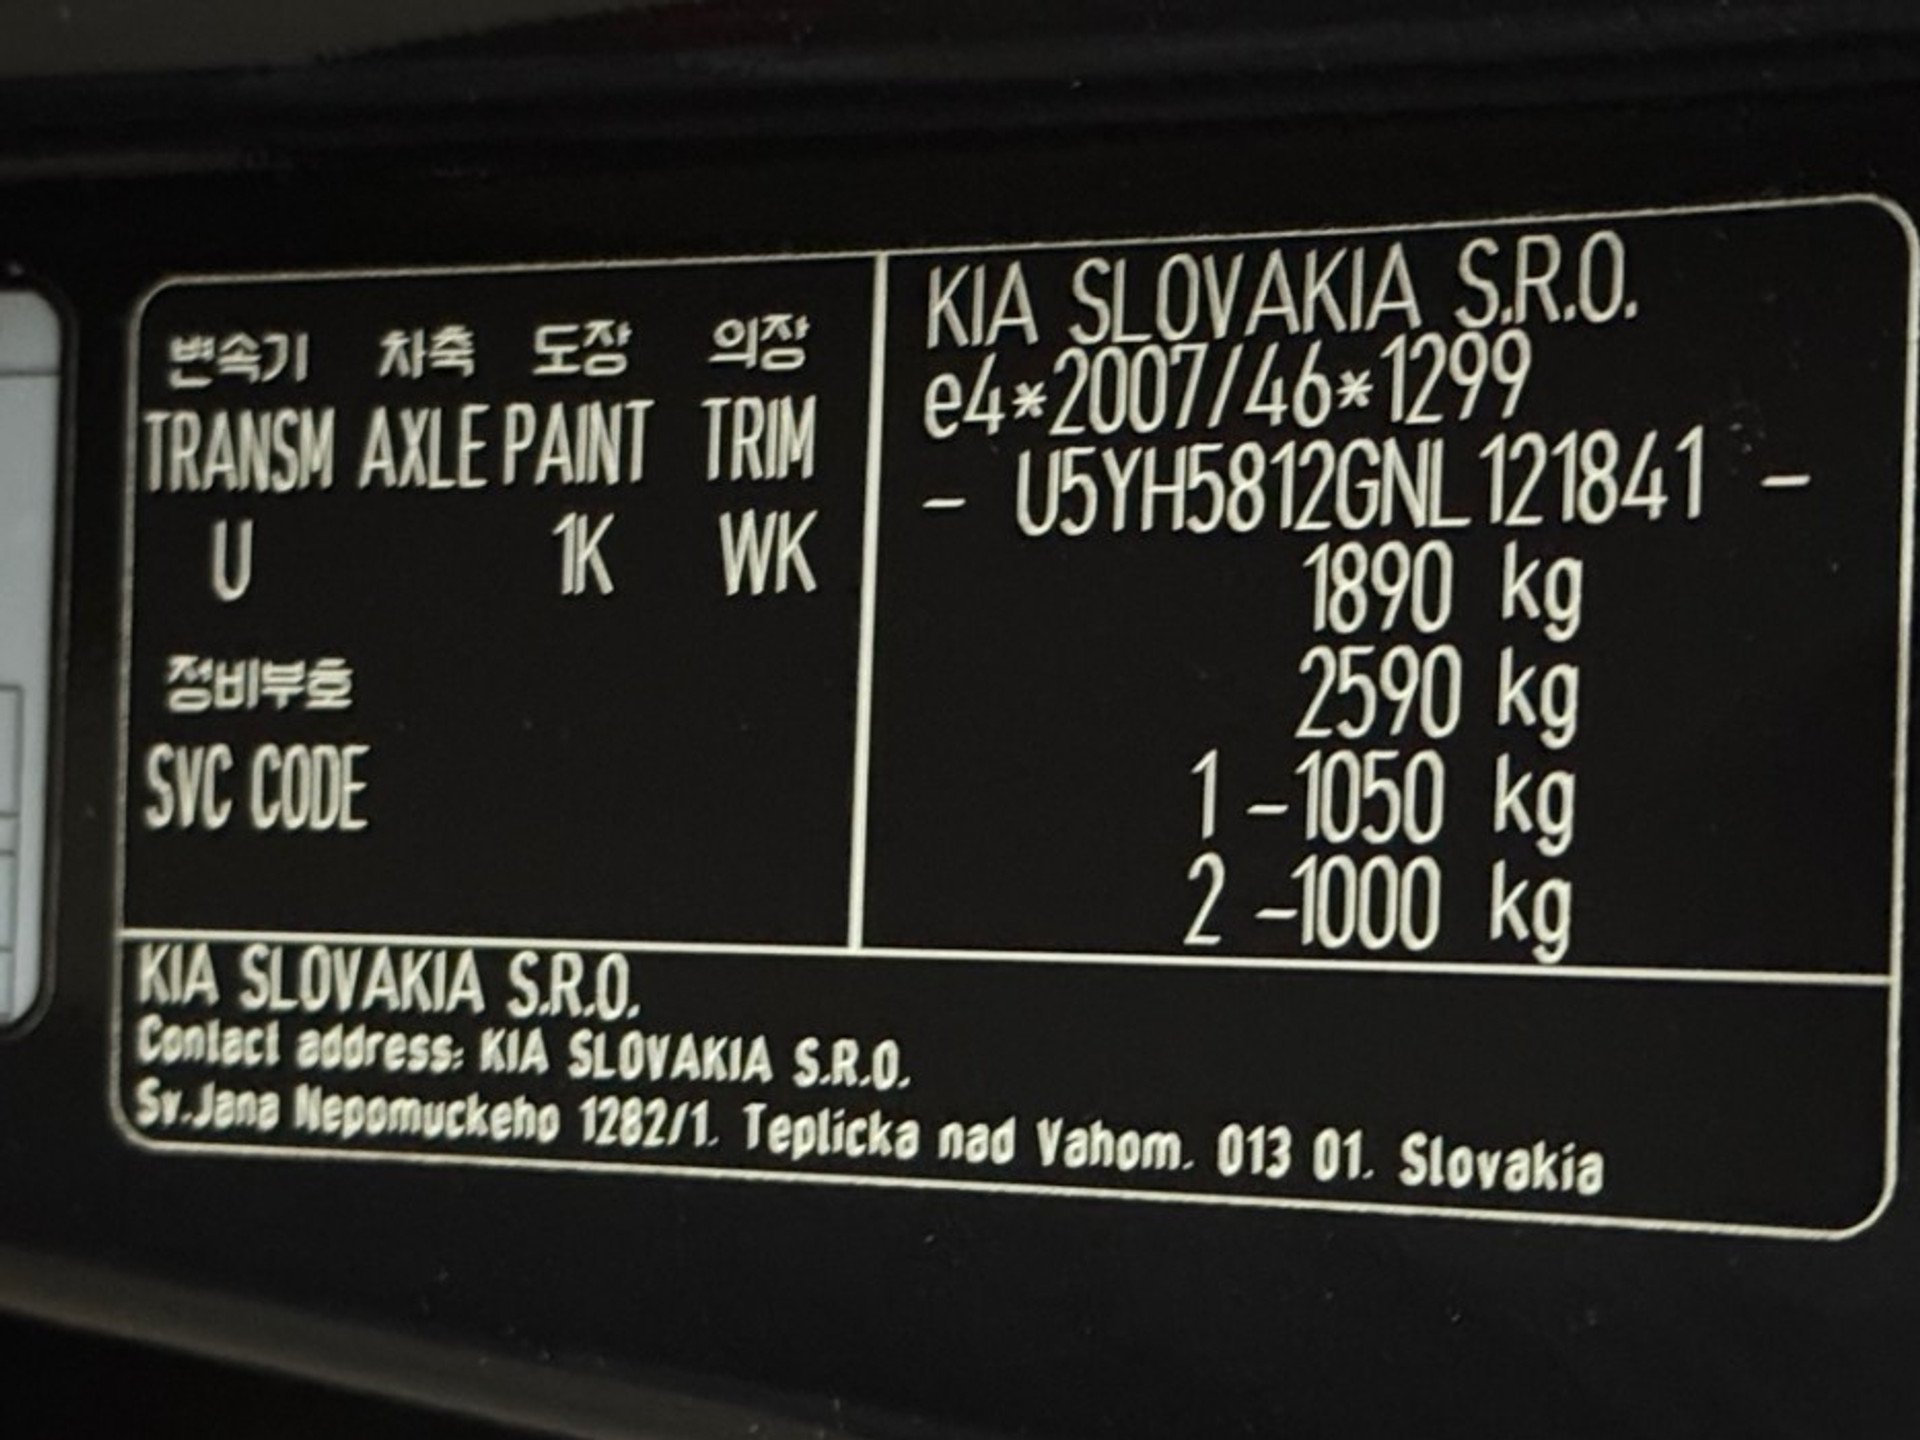 변속기 차축 도장 의장
TRANSM AXLE PAINT TRIM
U 1K WK
정비부호
SVC CODE
KIA SLOVAKIA S.R.O.
e4*2007/46*1299
- U5YH5812GNL121841 -
1890 kg
2590 kg
1 -1050 kg
2 -1000 kg
KIA SLOVAKIA S.R.O.
Contact address: KIA SLOVAKIA S.R.O.
Sv.Jana Nepomuckeho 1282/1. Teplicka nad Vahom. 013 01. Slovakia